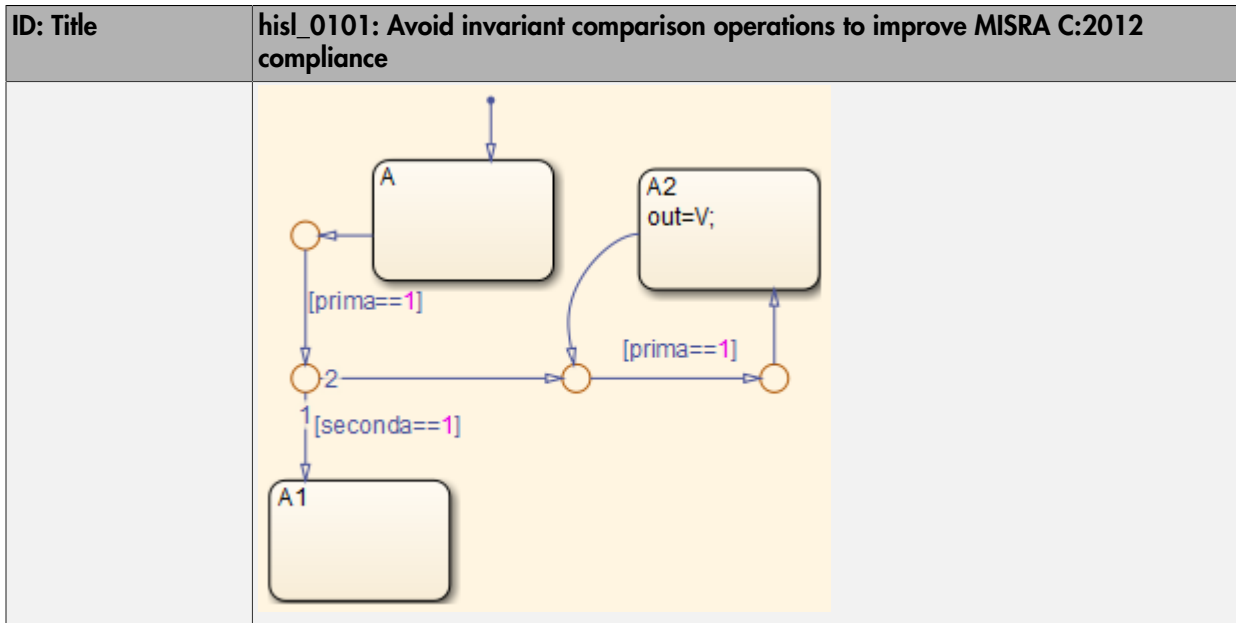 ID: Title
hisl_0101: Avoid invariant comparison operations to improve MISRA C:2012
compliance
A
A2
out=V;
[prima==1]
[prima==1]
2
1
[seconda==1]
A1